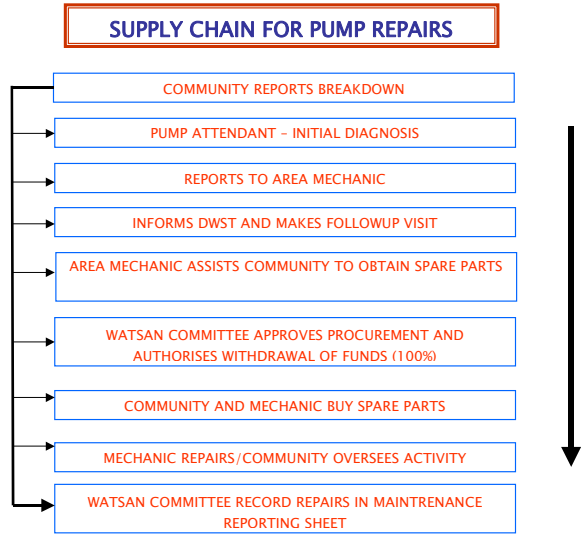 SUPPLY CHAIN FOR PUMP REPAIRS
COMMUNITY REPORTS BREAKDOWN
PUMP ATTENDANT – INITIAL DIAGNOSIS
REPORTS TO AREA MECHANIC
INFORMS DWST AND MAKES FOLLOWUP VISIT
AREA MECHANIC ASSISTS COMMUNITY TO OBTAIN SPARE PARTS
WATSAN COMMITTEE APPROVES PROCUREMENT AND
AUTHORISES WITHDRAWAL OF FUNDS (100%)
COMMUNITY AND MECHANIC BUY SPARE PARTS
MECHANIC REPAIRS/COMMUNITY OVERSEES ACTIVITY
WATSAN COMMITTEE RECORD REPAIRS IN MAINTRENANCE
REPORTING SHEET